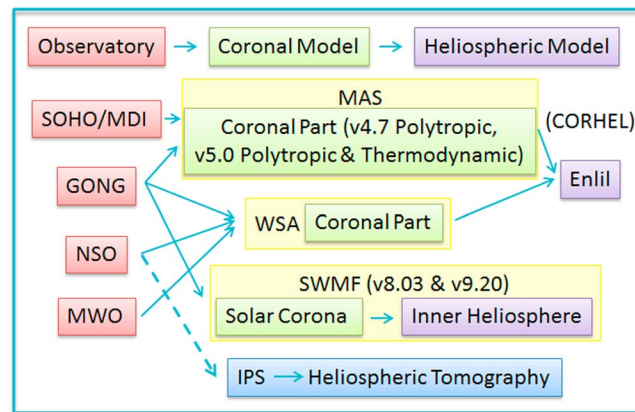 Observatory Coronal Model Heliospheric Model
MAS
SOHO/MDI Coronal Part (v4.7 Polytropic, (CORHEL)
v5.0 Polytropic & Thermodynamic)
GONG Enlil
WSA Coronal Part
NSO
SWMF (v8.03 & v9.20)
MWO Solar Corona Inner Heliosphere
IPS Heliospheric Tomography